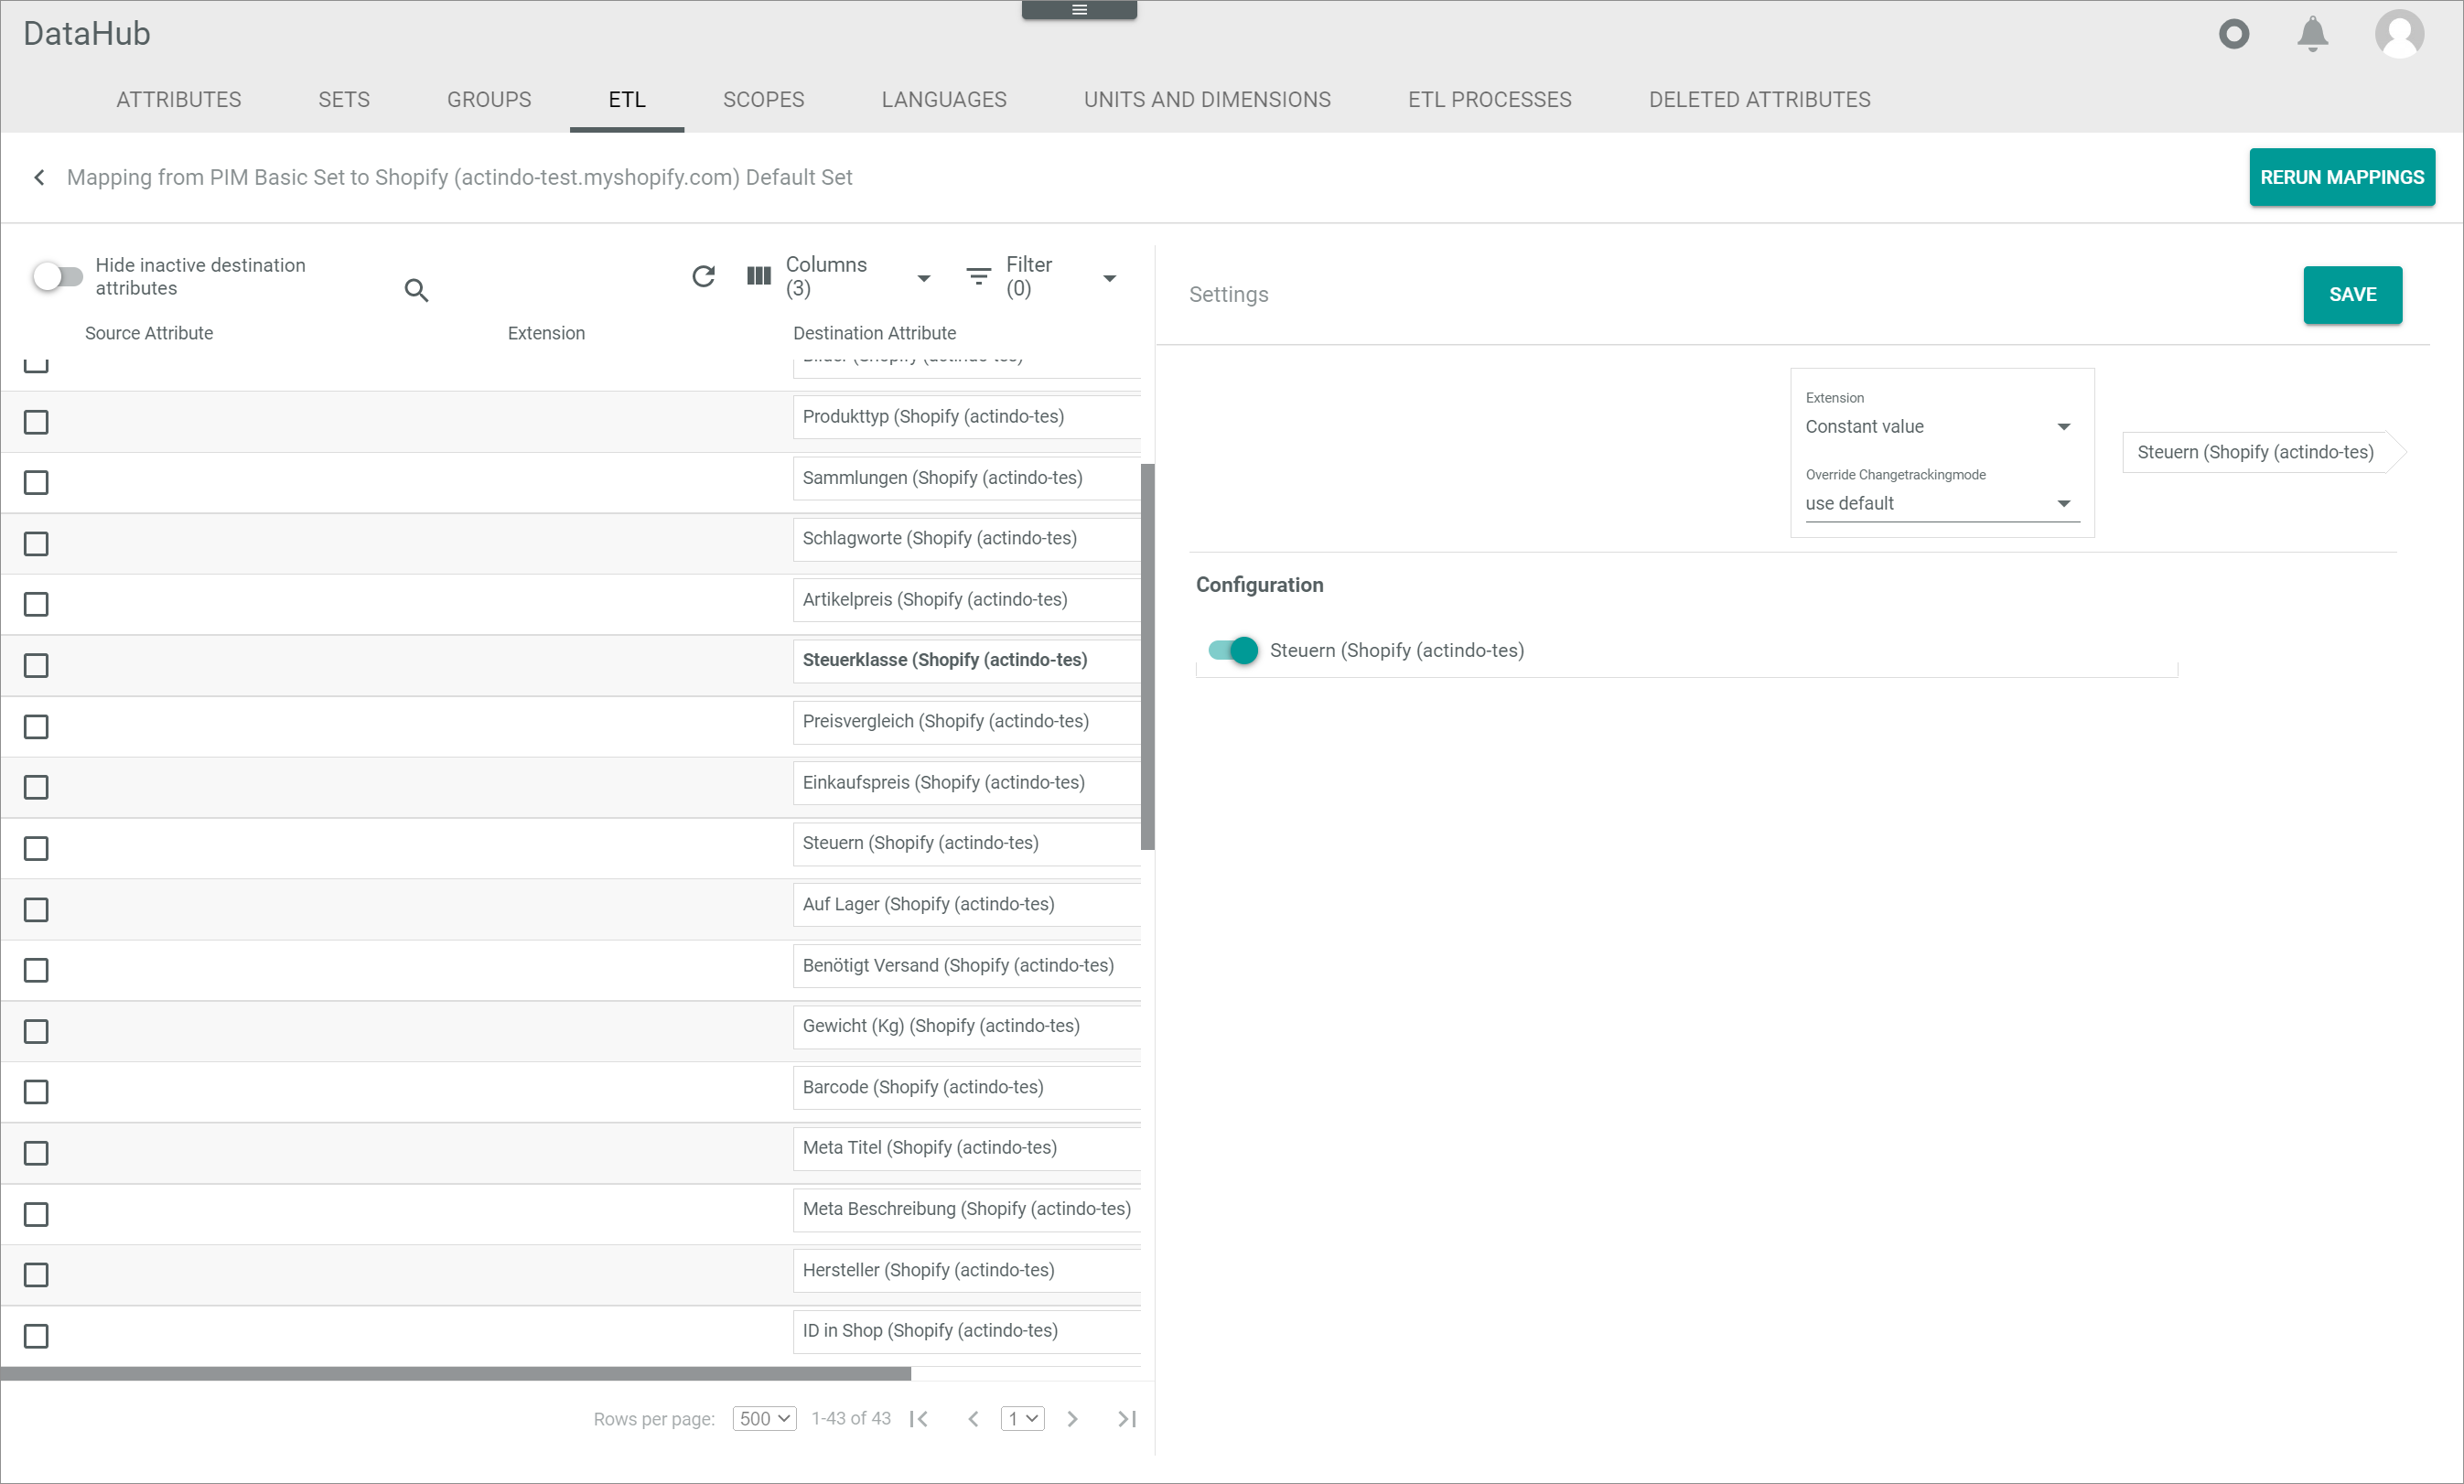 DataHub
ATTRIBUTES SETS GROUPS ETL SCOPES LANGUAGES UNITS AND DIMENSIONS ETL PROCESSES DELETED ATTRIBUTES
Mapping from PIM Basic Set to Shopify (actindo-test.myshopify.com) Default Set
RERUN MAPPINGS
Hide inactive destination
attributes
Columns
(3)
Filter
(0)
Source Attribute Extension Destination Attribute
Bilder (Shopify (actindo-tes)
Produkttyp (Shopify (actindo-tes)
Sammlungen (Shopify (actindo-tes)
Schlagworte (Shopify (actindo-tes)
Artikelpreis (Shopify (actindo-tes)
Steuerklasse (Shopify (actindo-tes)
Preisvergleich (Shopify (actindo-tes)
Einkaufspreis (Shopify (actindo-tes)
Steuern (Shopify (actindo-tes)
Auf Lager (Shopify (actindo-tes)
Benötigt Versand (Shopify (actindo-tes)
Gewicht (Kg) (Shopify (actindo-tes)
Barcode (Shopify (actindo-tes)
Meta Titel (Shopify (actindo-tes)
Meta Beschreibung (Shopify (actindo-tes)
Hersteller (Shopify (actindo-tes)
ID in Shop (Shopify (actindo-tes)
Rows per page: 500 1-43 of 43 1
Settings
SAVE
Extension
Constant value
Override Changetrackingmode
use default
Steuern (Shopify (actindo-tes)
Configuration
Steuern (Shopify (actindo-tes)